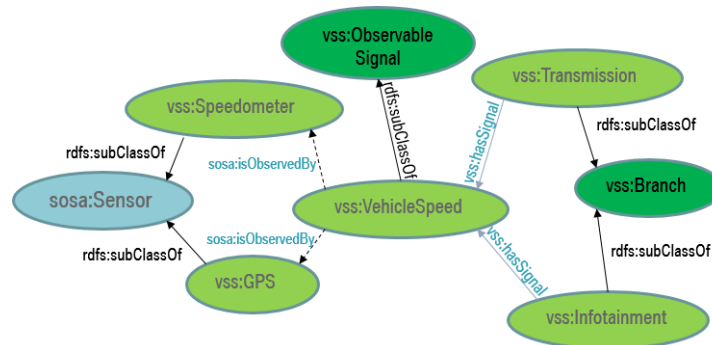 vss:Observable
Signal
vss:Transmission
vss:Speedometer
rdfs:subClassOf
vss:hasSignal
rdfs:subClassOf
rdfs:subClassOf
sosa:isObservedBy
sosa:Sensor
vss:VehicleSpeed
vss:Branch
sosa:isObservedBy
rdfs:subClassOf
vss:hasSignal
rdfs:subClassOf
vss:GPS
vss:Infotainment